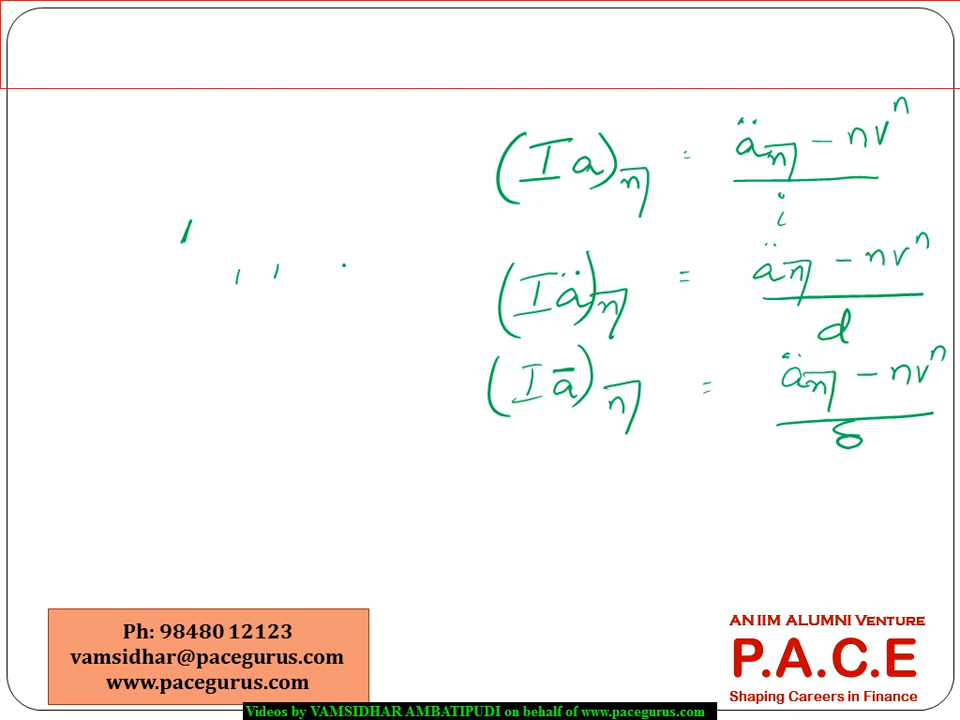 (Ia)n̅| = (än̅| − nvⁿ) / i
(Iä)n̅| = (än̅| − nvⁿ) / d
(Iā)n̅| = (än̅| − nvⁿ) / δ
Ph: 98480 12123
vamsidhar@pacegurus.com
www.pacegurus.com
AN IIM ALUMNI VENTURE
P.A.C.E
Shaping Careers in Finance
Videos by VAMSIDHAR AMBATIPUDI on behalf of www.pacegurus.com